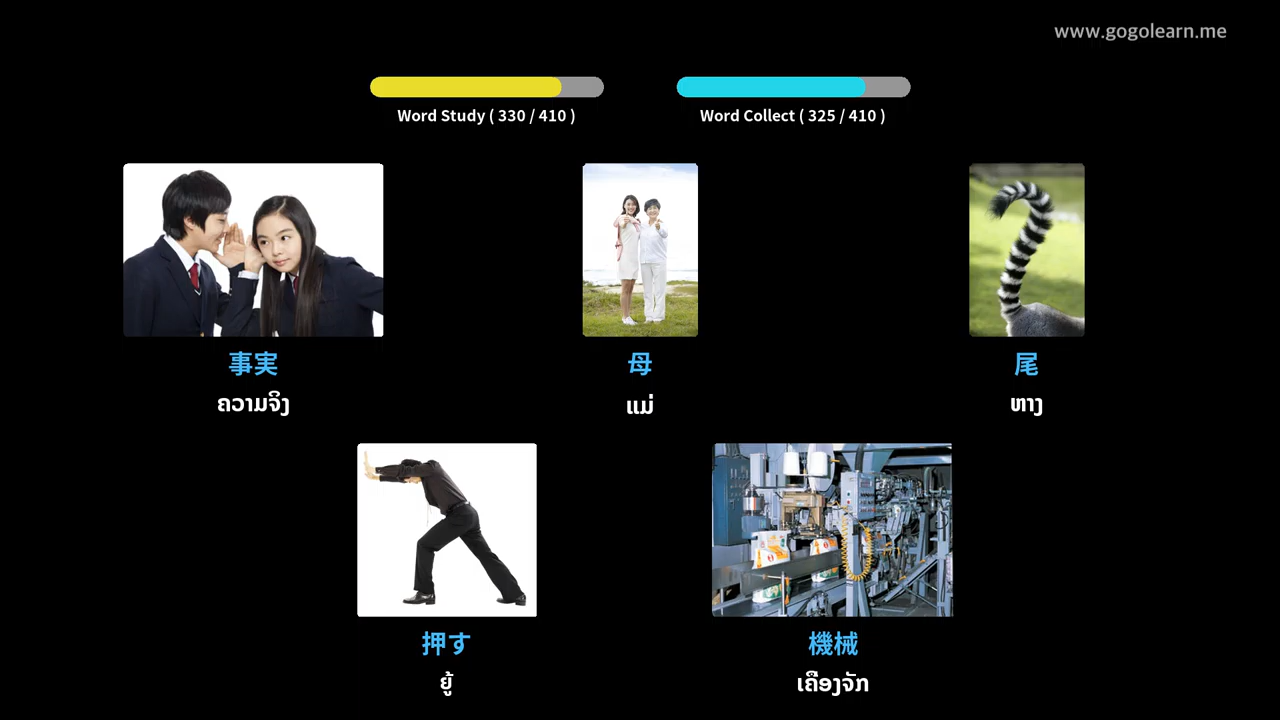 www.gogolearn.me
Word Study ( 330 / 410 )
Word Collect ( 325 / 410 )
事実
ຄວາມຈິງ
母
ແມ່
尾
ຫາງ
押す
ຍູ້
機械
ເຄືອງຈັກ